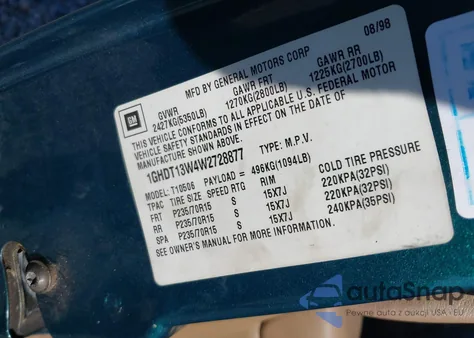 08/98
GM
MFD BY GENERAL MOTORS CORP
GVWR GAWR FRT GAWR RR
2427KG(5350LB) 1270KG(2800LB) 1225KG(2700LB)
THIS VEHICLE CONFORMS TO ALL APPLICABLE U.S. FEDERAL MOTOR
VEHICLE SAFETY STANDARDS IN EFFECT ON THE DATE OF
MANUFACTURE SHOWN ABOVE.
1GHDT13W4W2728877 TYPE: M.P.V.
MODEL: T10506 PAYLOAD = 496KG(1094LB)
TPAC TIRE SIZE SPEED RTG RIM COLD TIRE PRESSURE
FRT P235/70R15 S 15X7J 220KPA(32PSI)
RR P235/70R15 S 15X7J 220KPA(32PSI)
SPA P235/70R15 S 15X7J 240KPA(35PSI)
SEE OWNER'S MANUAL FOR MORE INFORMATION
autoSnap
Pewne auta z aukcji USA i EU